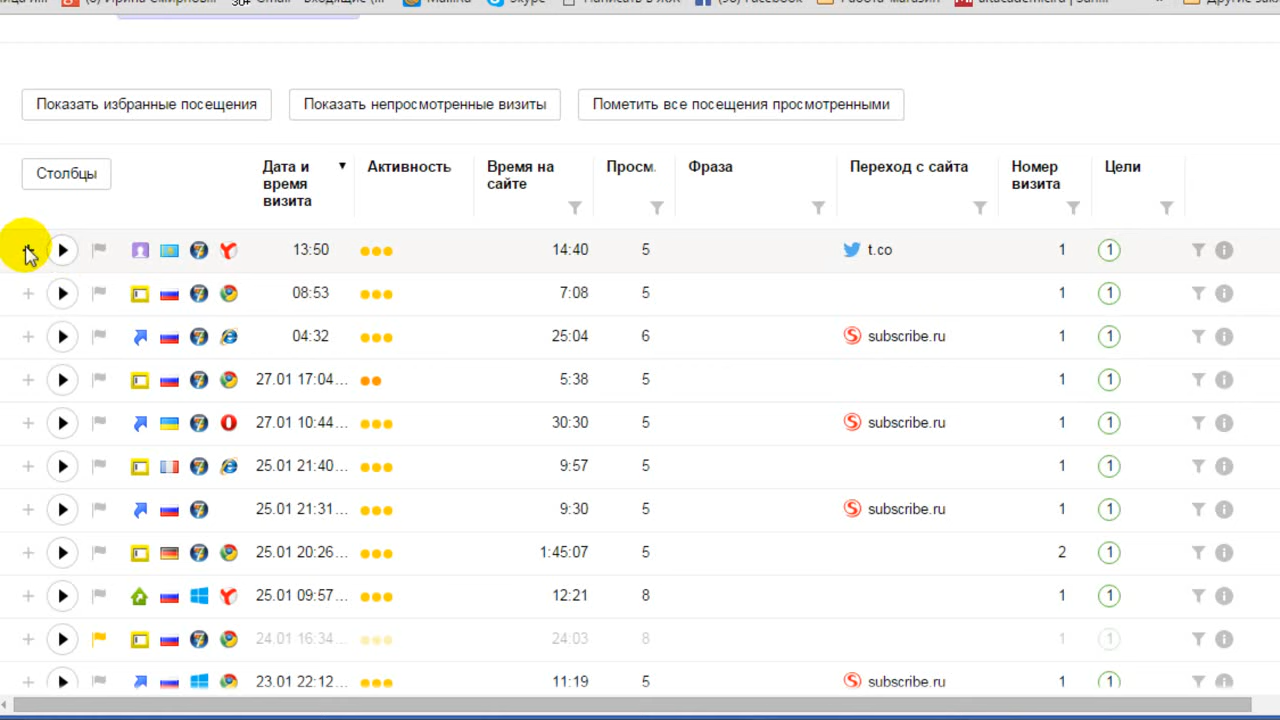 Skype
Написать в ЖЖ
(98) Facebook
Показать избранные посещения
Показать непросмотренные визиты
Пометить все посещения просмотренными
Столбцы
Дата и
время
визита
Активность
Время на
сайте
Просм.
Фраза
Переход с сайта
Номер
визита
Цели
13:50 14:40 5 t.co 1 1
08:53 7:08 5 1 1
04:32 25:04 6 subscribe.ru 1 1
27.01 17:04... 5:38 5 1 1
27.01 10:44... 30:30 5 subscribe.ru 1 1
25.01 21:40... 9:57 5 1 1
25.01 21:31... 9:30 5 subscribe.ru 1 1
25.01 20:26... 1:45:07 5 2 1
25.01 09:57... 12:21 8 1 1
24.01 16:34... 24:03 8 1 1
23.01 22:12... 11:19 5 subscribe.ru 1 1